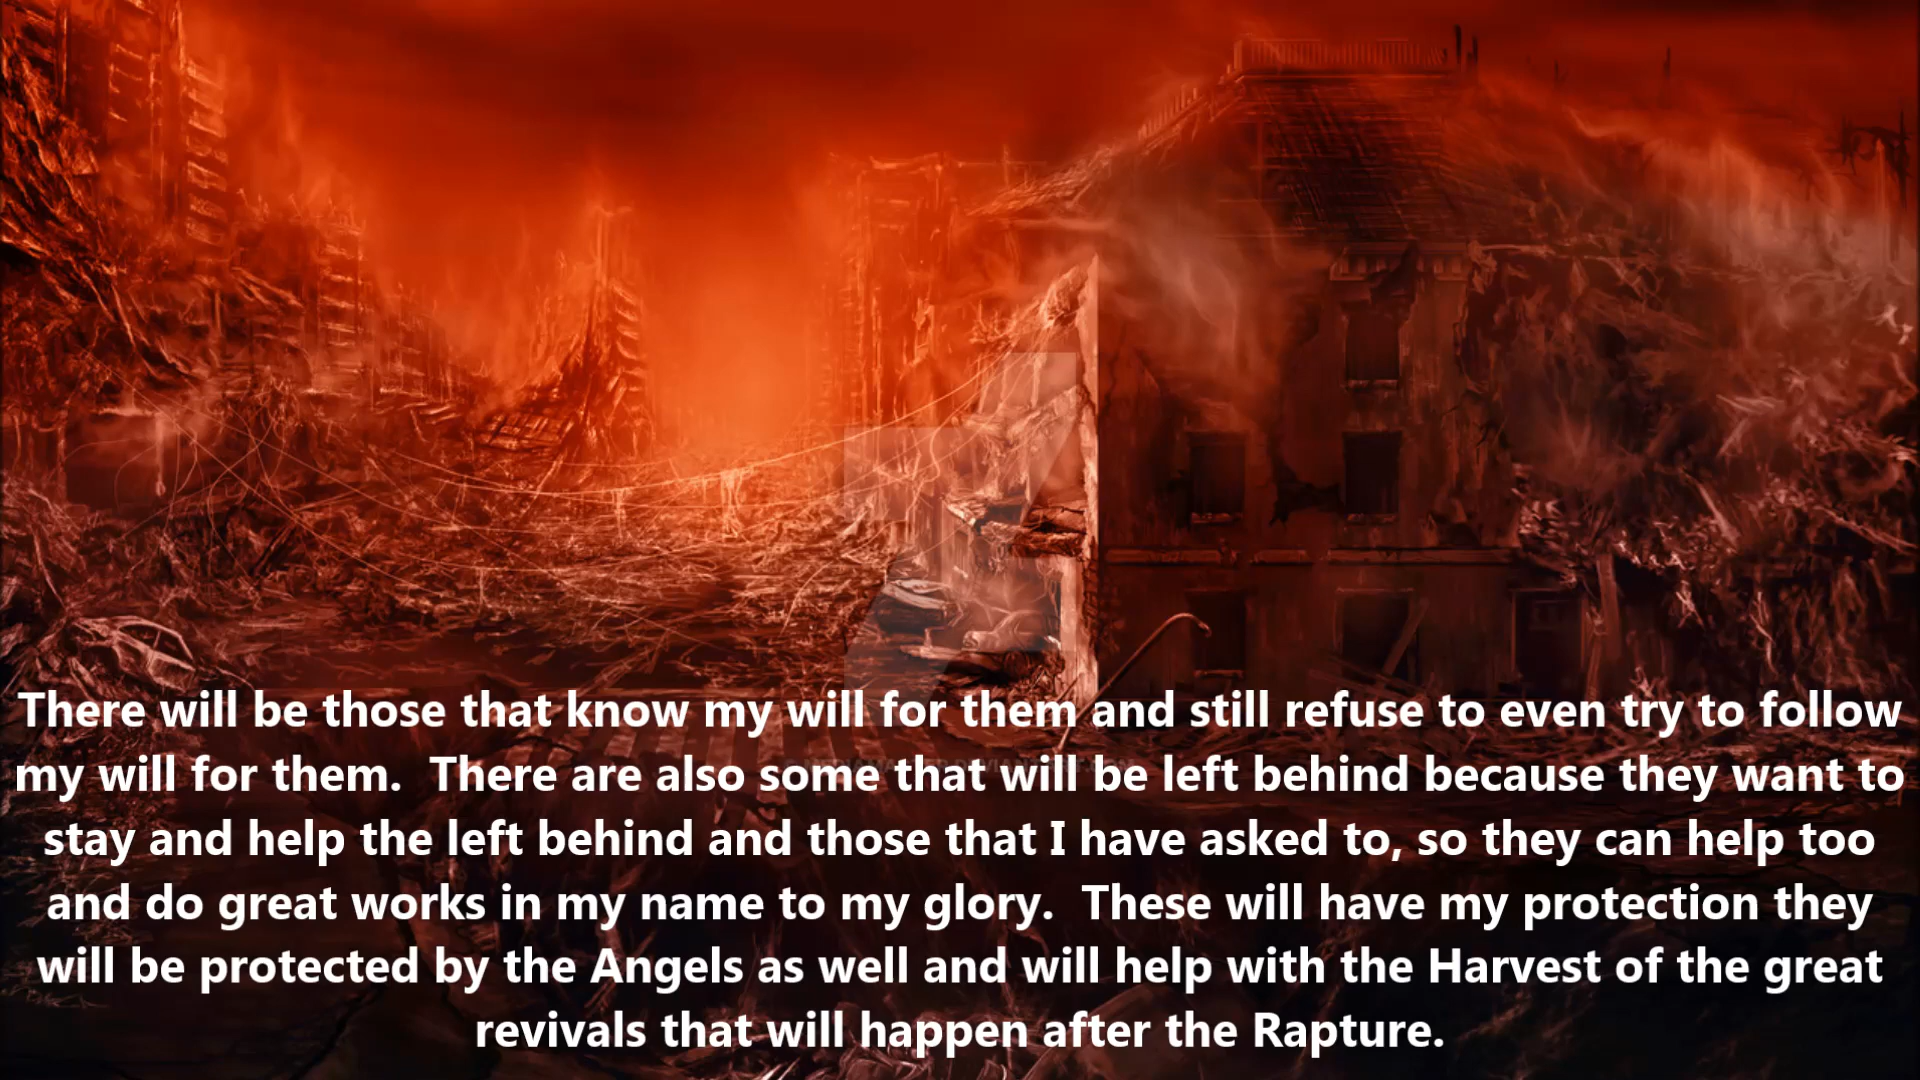 There will be those that know my will for them and still refuse to even try to follow
my will for them.  There are also some that will be left behind because they want to
stay and help the left behind and those that I have asked to, so they can help too
and do great works in my name to my glory.  These will have my protection they
will be protected by the Angels as well and will help with the Harvest of the great
revivals that will happen after the Rapture.